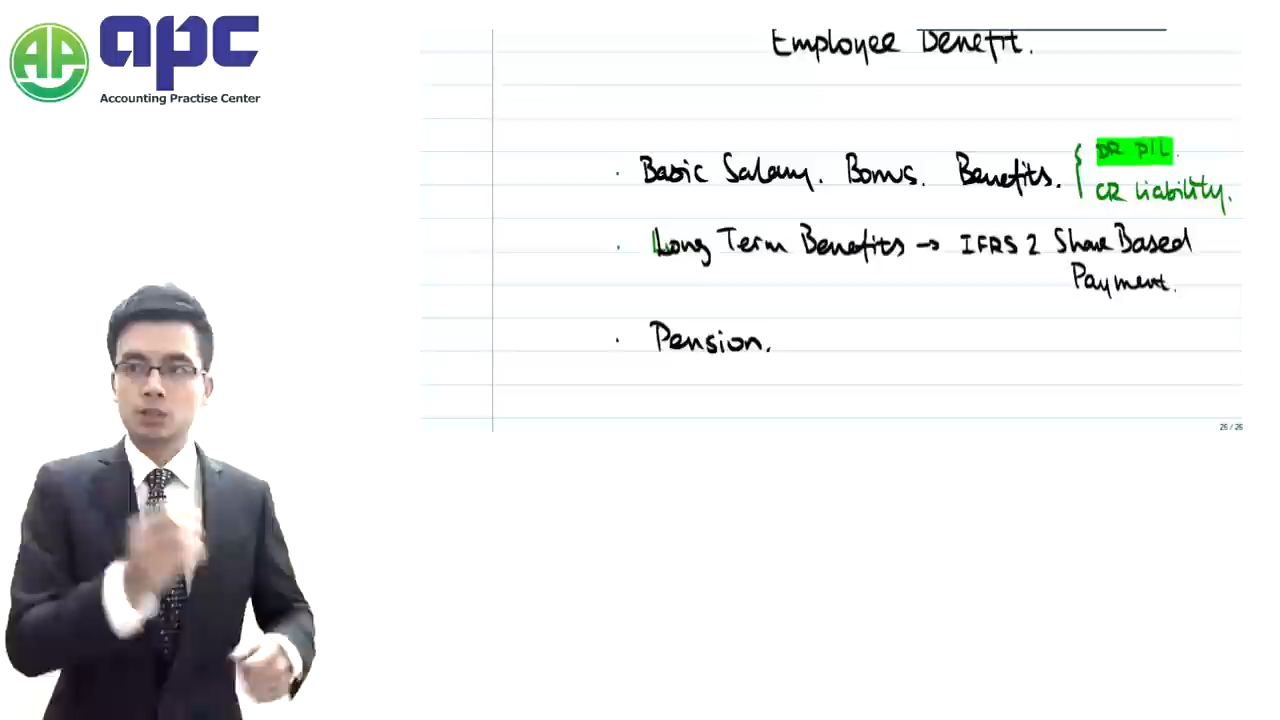 AP
apc
Accounting Practise Center
Employee Benefit.
· Basic Salary. Bonus. Benefits. { DR P/L.
CR liability.
· Long Term Benefits → IFRS 2 Share Based
Payment.
· Pension.
26 / 26